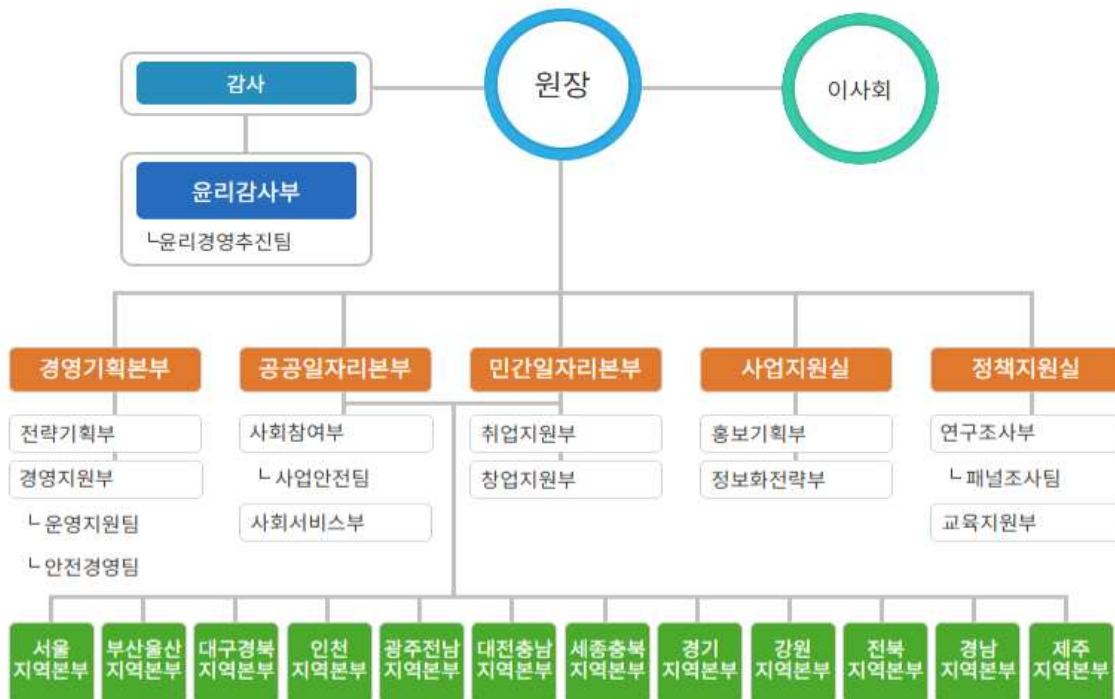 감사
원장
이사회
윤리감사부
└윤리경영추진팀
경영기획본부
공공일자리본부
민간일자리본부
사업지원실
정책지원실
전략기획부
사회참여부
취업지원부
홍보기획부
연구조사부
경영지원부
└사업안전팀
창업지원부
정보화전략부
└패널조사팀
└운영지원팀
사회서비스부
교육지원부
└안전경영팀
서울
지역본부
부산울산
지역본부
대구경북
지역본부
인천
지역본부
광주전남
지역본부
대전충남
지역본부
세종충북
지역본부
경기
지역본부
강원
지역본부
전북
지역본부
경남
지역본부
제주
지역본부